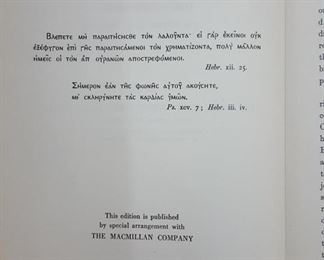 Βλέπετε μὴ παραιτήσησθε τὸν λαλοῦντα· εἰ γὰρ ἐκεῖνοι οὐκ
ἐξέφυγον ἐπὶ γῆς παραιτησάμενοι τὸν χρηματίζοντα, πολὺ μᾶλλον
ἡμεῖς οἱ τὸν ἀπ' οὐρανῶν ἀποστρεφόμενοι.
Hebr. xii. 25.
Σήμερον ἐὰν τῆς φωνῆς αὐτοῦ ἀκούσητε,
μὴ σκληρύνητε τὰς καρδίας ὑμῶν.
Ps. xcv. 7 ; Hebr. iii. iv.
This edition is published
by special arrangement with
THE MACMILLAN COMPANY